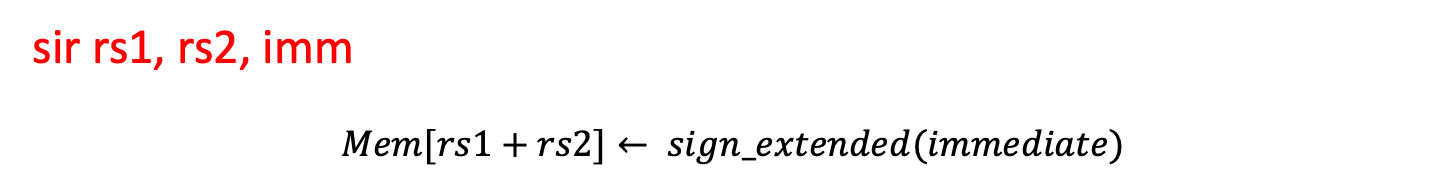 sir rs1, rs2, imm
Mem[rs1 + rs2] ← sign_extended(immediate)